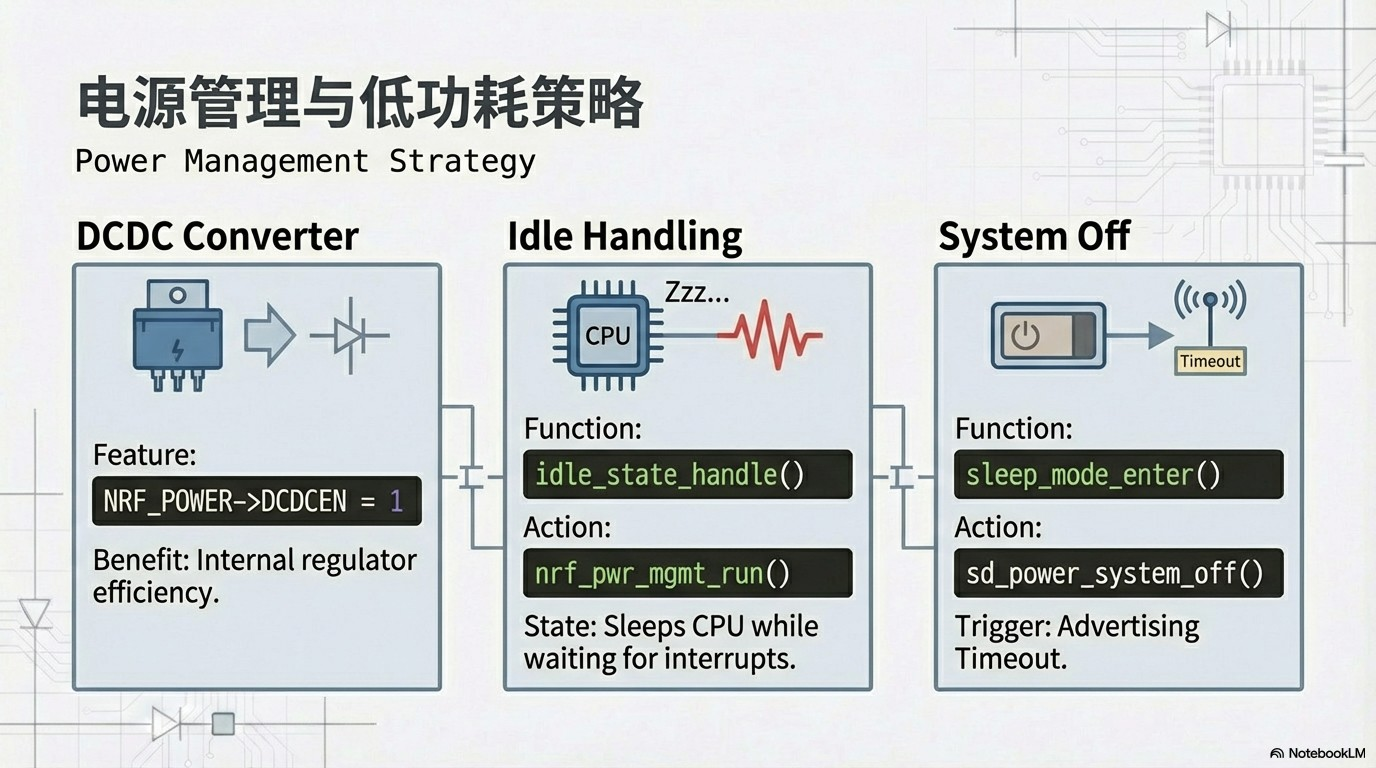 电源管理与低功耗策略
Power Management Strategy
DCDC Converter
Feature:
NRF_POWER->DCDCEN = 1
Benefit: Internal regulator
efficiency.
Idle Handling
CPU
Zzz...
Function:
idle_state_handle()
Action:
nrf_pwr_mgmt_run()
State: Sleeps CPU while
waiting for interrupts.
System Off
Timeout
Function:
sleep_mode_enter()
Action:
sd_power_system_off()
Trigger: Advertising
Timeout.
NotebookLM